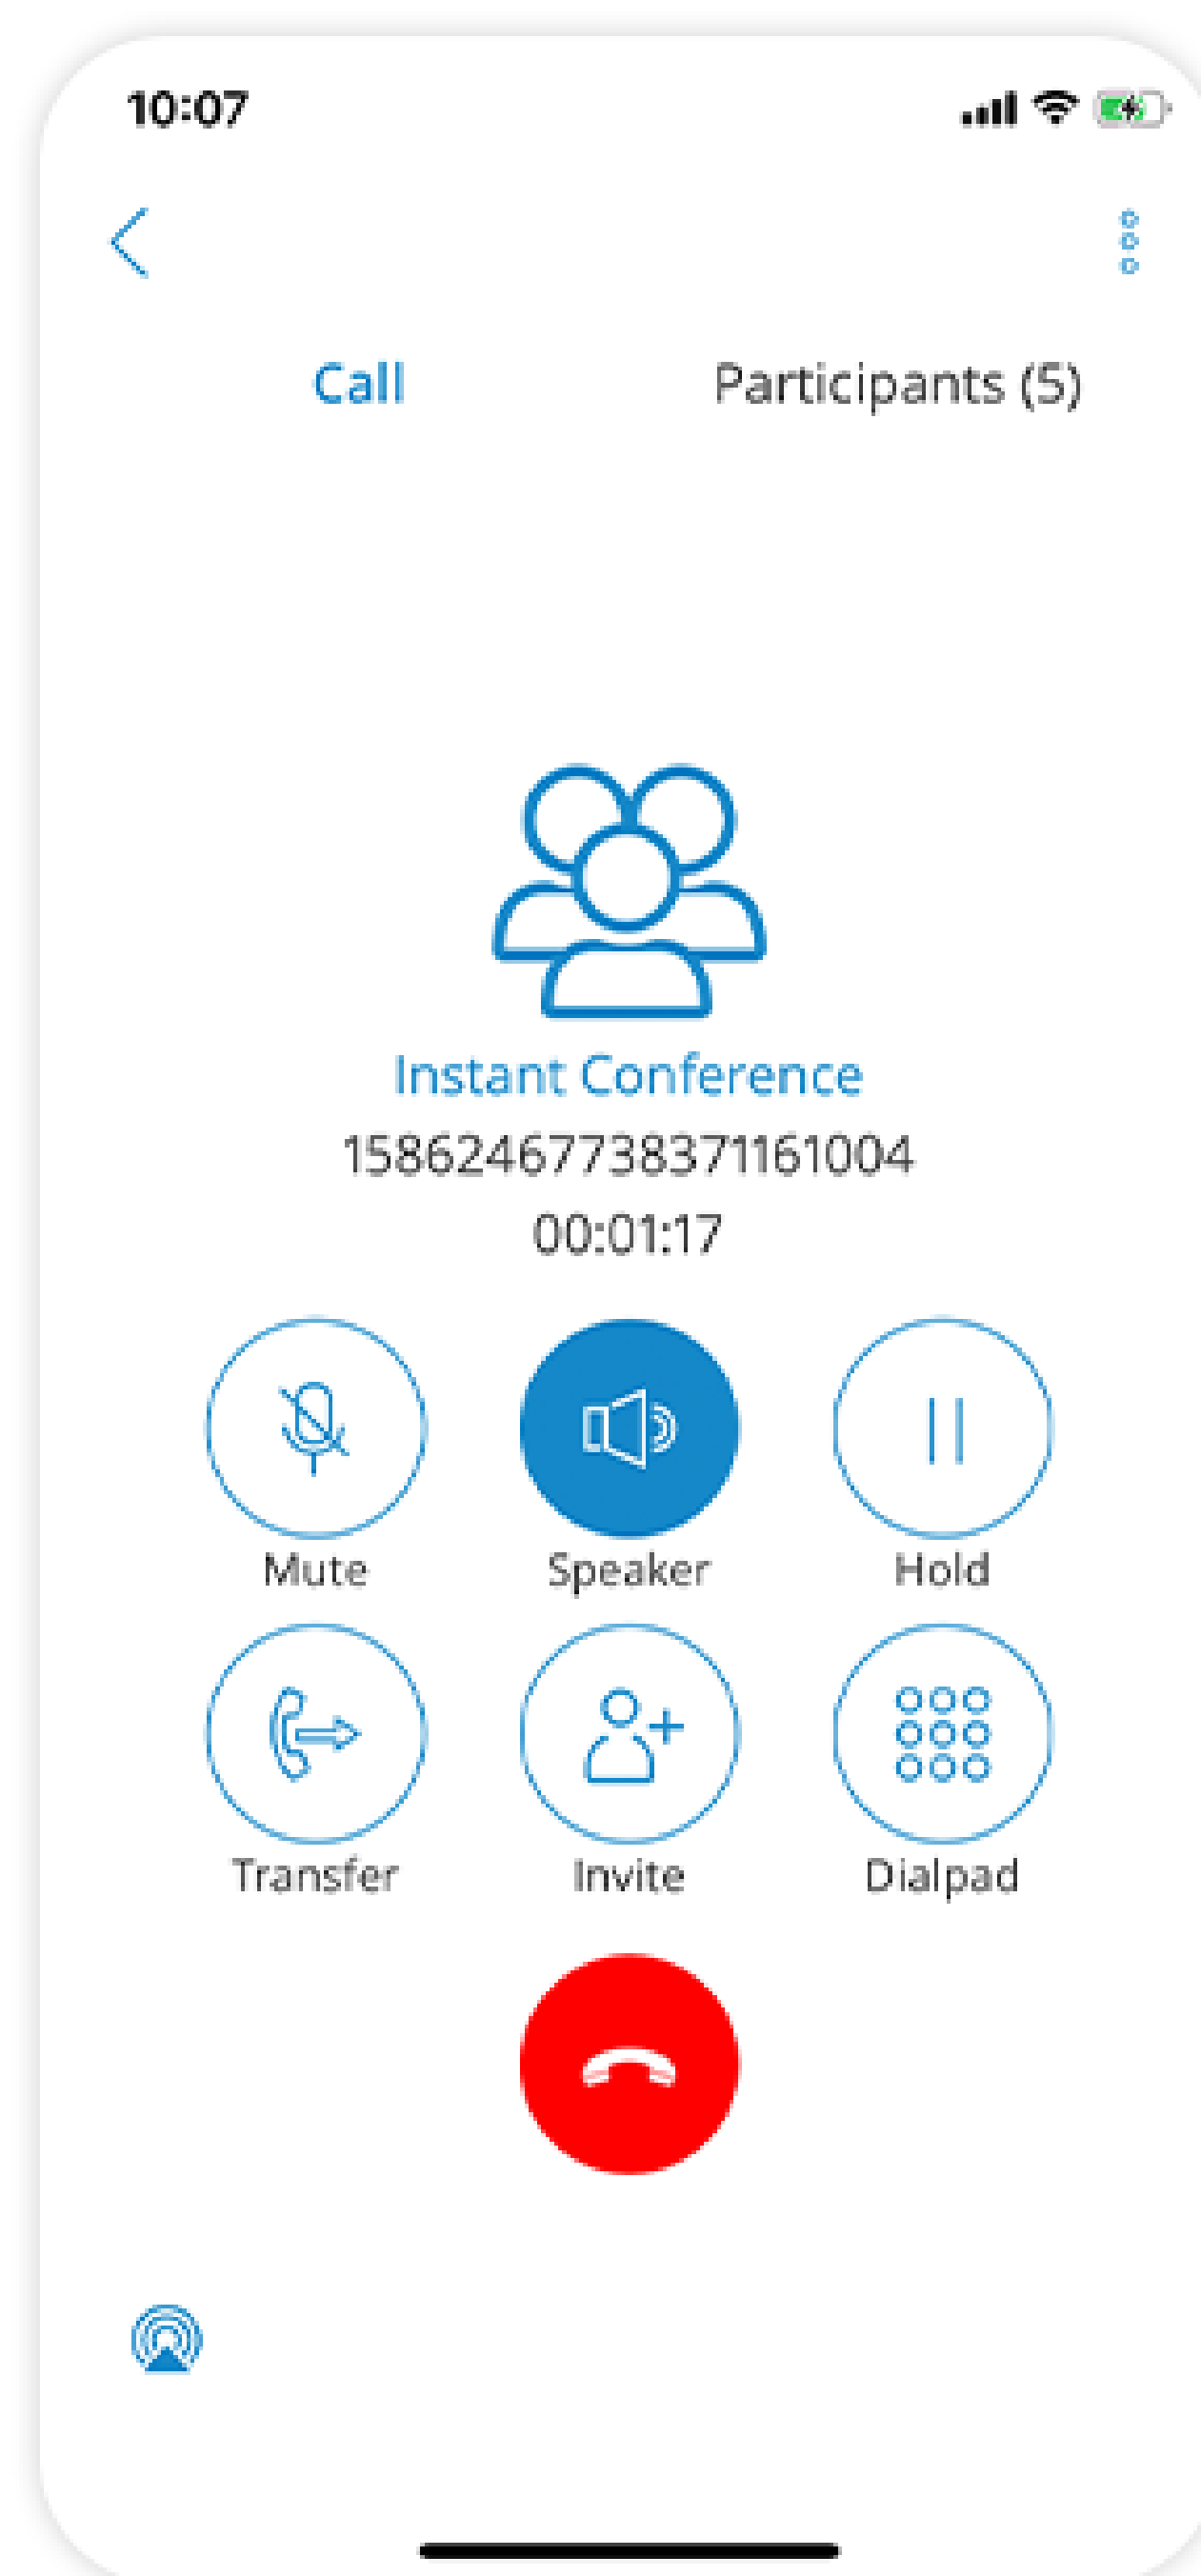 10:07
Call Participants (5)
Instant Conference
15862467738371161004
00:01:17
Mute Speaker Hold
Transfer Invite Dialpad